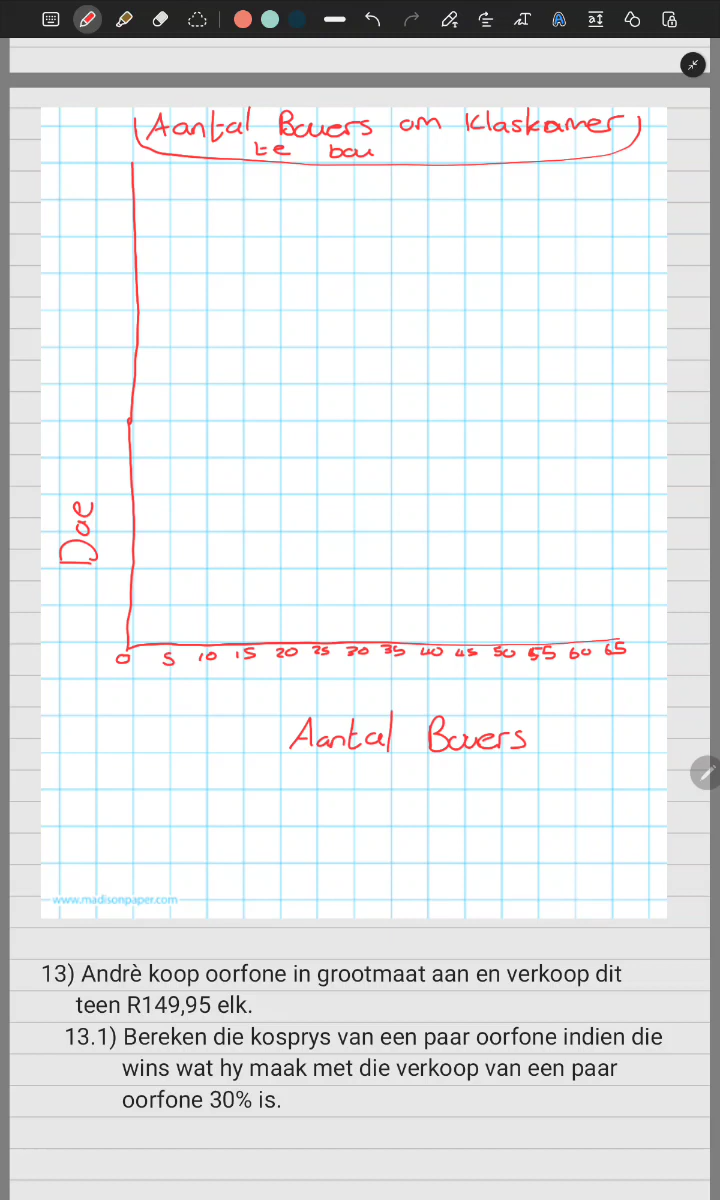 Aantal Bouers om Klaskamer
te bou
Dae
0 5 10 15 20 25 30 35 40 45 50 55 60 65
Aantal Bouers
www.madisonpaper.com
13) Andrè koop oorfone in grootmaat aan en verkoop dit
teen R149,95 elk.
13.1) Bereken die kosprys van een paar oorfone indien die
wins wat hy maak met die verkoop van een paar
oorfone 30% is.